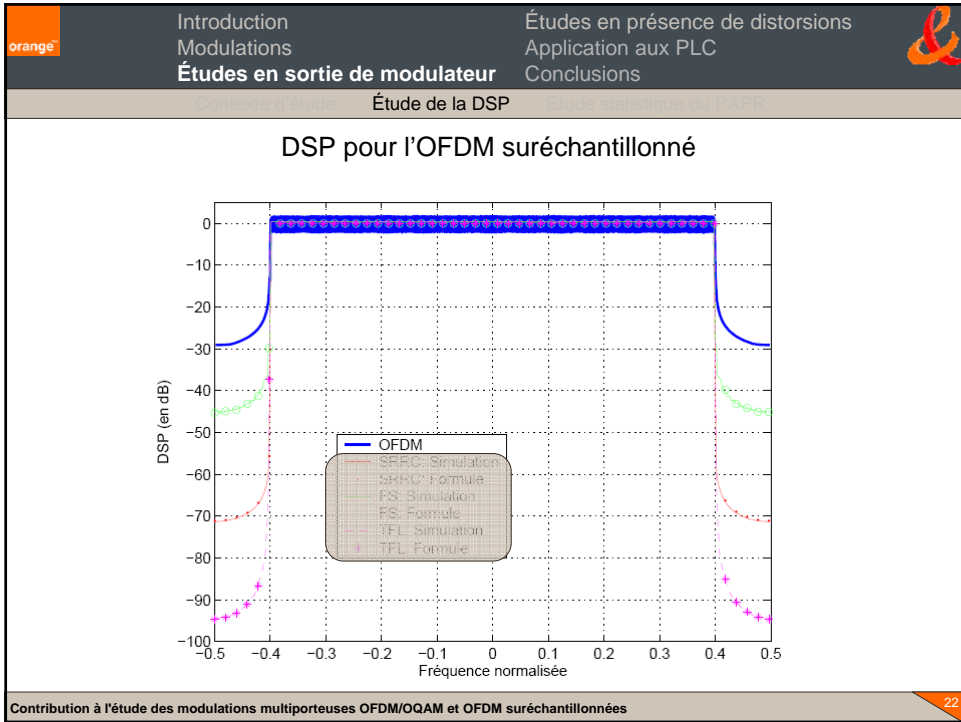 orange™
Introduction
Modulations
Études en sortie de modulateur
Études en présence de distorsions
Application aux PLC
Conclusions
Contexte d'étude
Étude de la DSP
Étude statistique du PAPR
DSP pour l'OFDM suréchantillonné
DSP (en dB)
0
−10
−20
−30
−40
−50
−60
−70
−80
−90
−100
OFDM
SRRC: Simulation
SRRC: Formule
FS: Simulation
FS: Formule
TFL: Simulation
TFL: Formule
−0.5 −0.4 −0.3 −0.2 −0.1 0 0.1 0.2 0.3 0.4 0.5
Fréquence normalisée
Contribution à l'étude des modulations multiporteuses OFDM/OQAM et OFDM suréchantillonnées
22